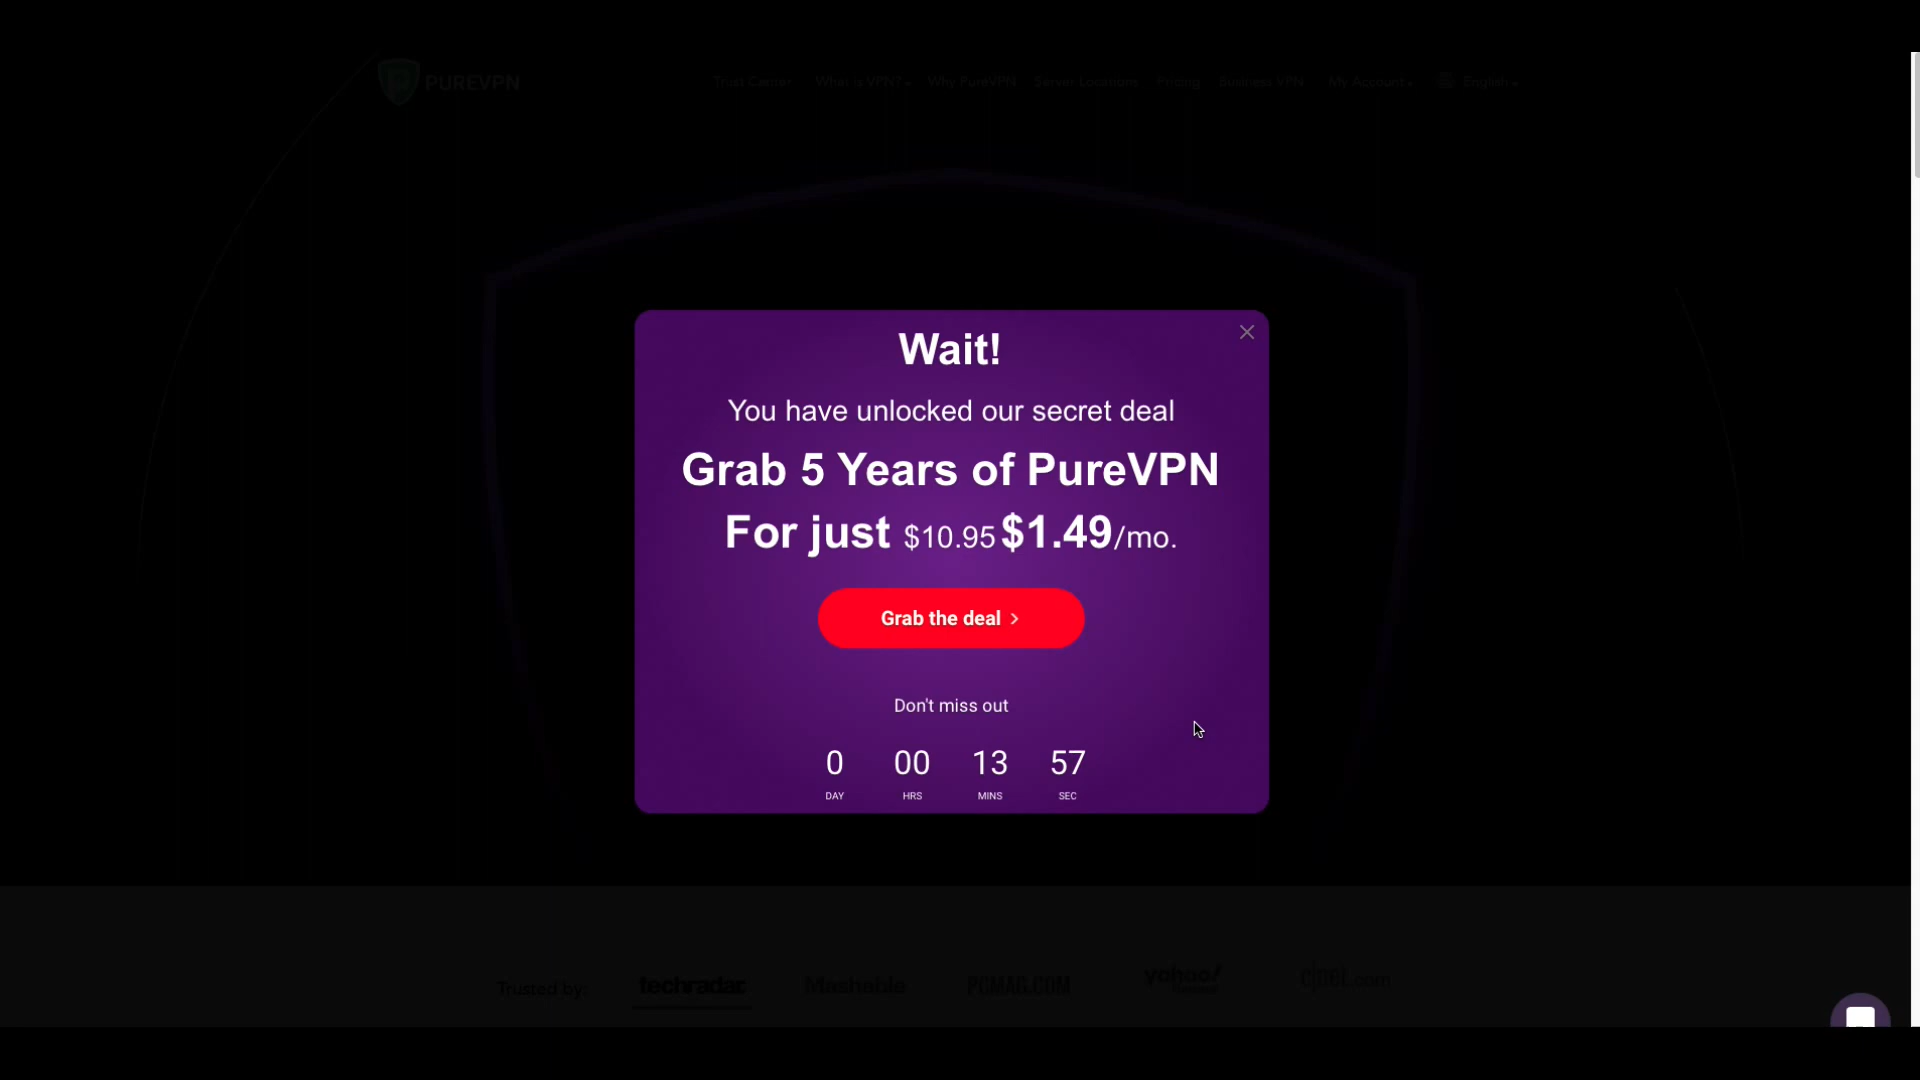 PUREVPN
Trust Center What is VPN? Why PureVPN Server Locations Pricing Business VPN My Account English
Wait!
You have unlocked our secret deal
Grab 5 Years of PureVPN
For just $10.95 $1.49/mo.
Grab the deal
Don't miss out
0 00 13 57
DAY HRS MINS SEC
Trusted by: techradar Mashable PCMAG.COM yahoo! c|net.com